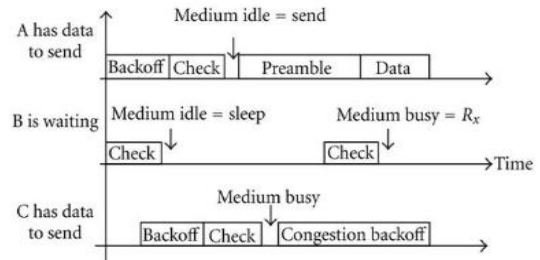 Medium idle = send
A has data
to send
Backoff Check Preamble Data
B is waiting
Medium idle = sleep Medium busy = Rx
Check Check Time
C has data
to send
Medium busy
Backoff Check Congestion backoff